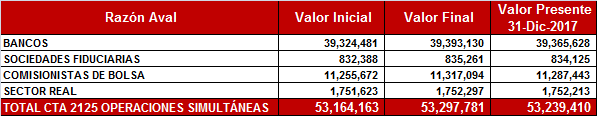 Razón Aval Valor Inicial Valor Final Valor Presente
31-Dic-2017
BANCOS 39,324,481 39,393,130 39,365,628
SOCIEDADES FIDUCIARIAS 832,388 835,261 834,125
COMISIONISTAS DE BOLSA 11,255,672 11,317,094 11,287,443
SECTOR REAL 1,751,623 1,752,297 1,752,213
TOTAL CTA 2125 OPERACIONES SIMULTÁNEAS 53,164,163 53,297,781 53,239,410